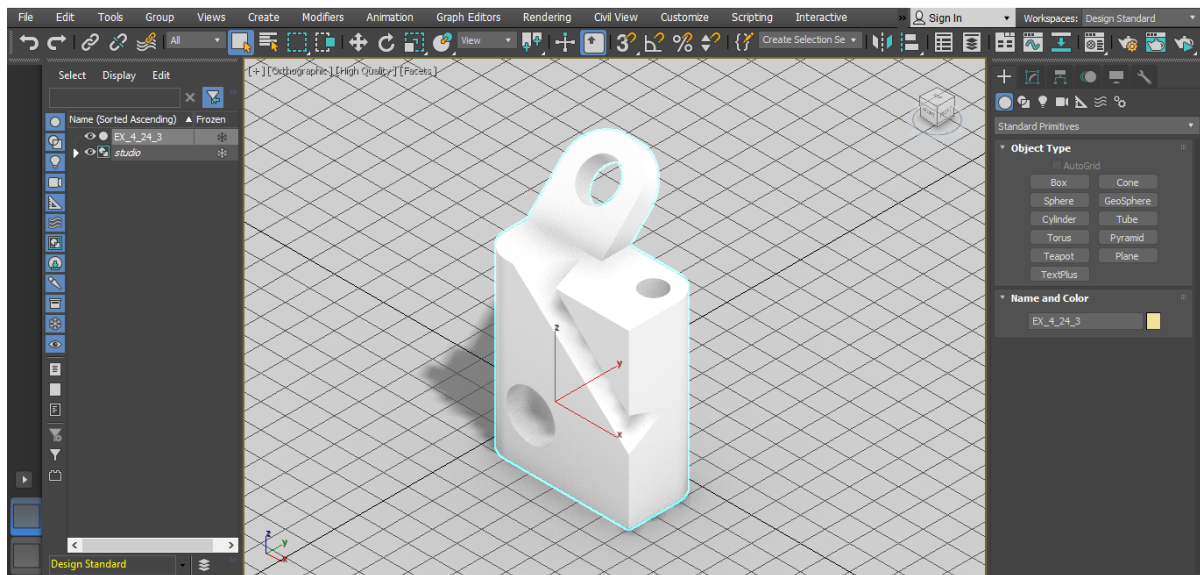 File Edit Tools Group Views Create Modifiers Animation Graph Editors Rendering Civil View Customize Scripting Interactive » Sign In Workspaces: Design Standard
All View Create Selection Se
Select Display Edit
[+] [Orthographic] [High Quality] [Facets]
Name (Sorted Ascending) ▲ Frozen
EX_4_24_3
studio
Standard Primitives
Object Type
AutoGrid
Box Cone
Sphere GeoSphere
Cylinder Tube
Torus Pyramid
Teapot Plane
TextPlus
Name and Color
EX_4_24_3
z
y
x
z
y
x
Design Standard